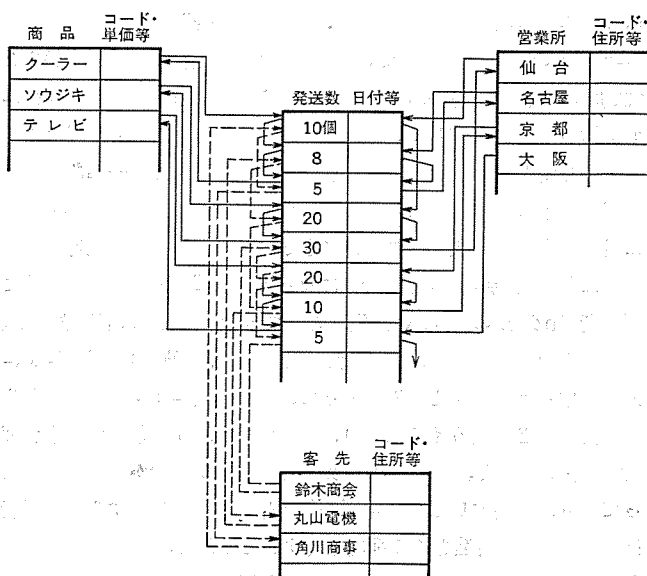 商品 コード・単価等
クーラー
ソウジキ
テレビ
発送数 日付等
10個
8
5
20
30
20
10
5
営業所 コード・住所等
仙台
名古屋
京都
大阪
客先 コード・住所等
鈴木商会
丸山電機
角川商事